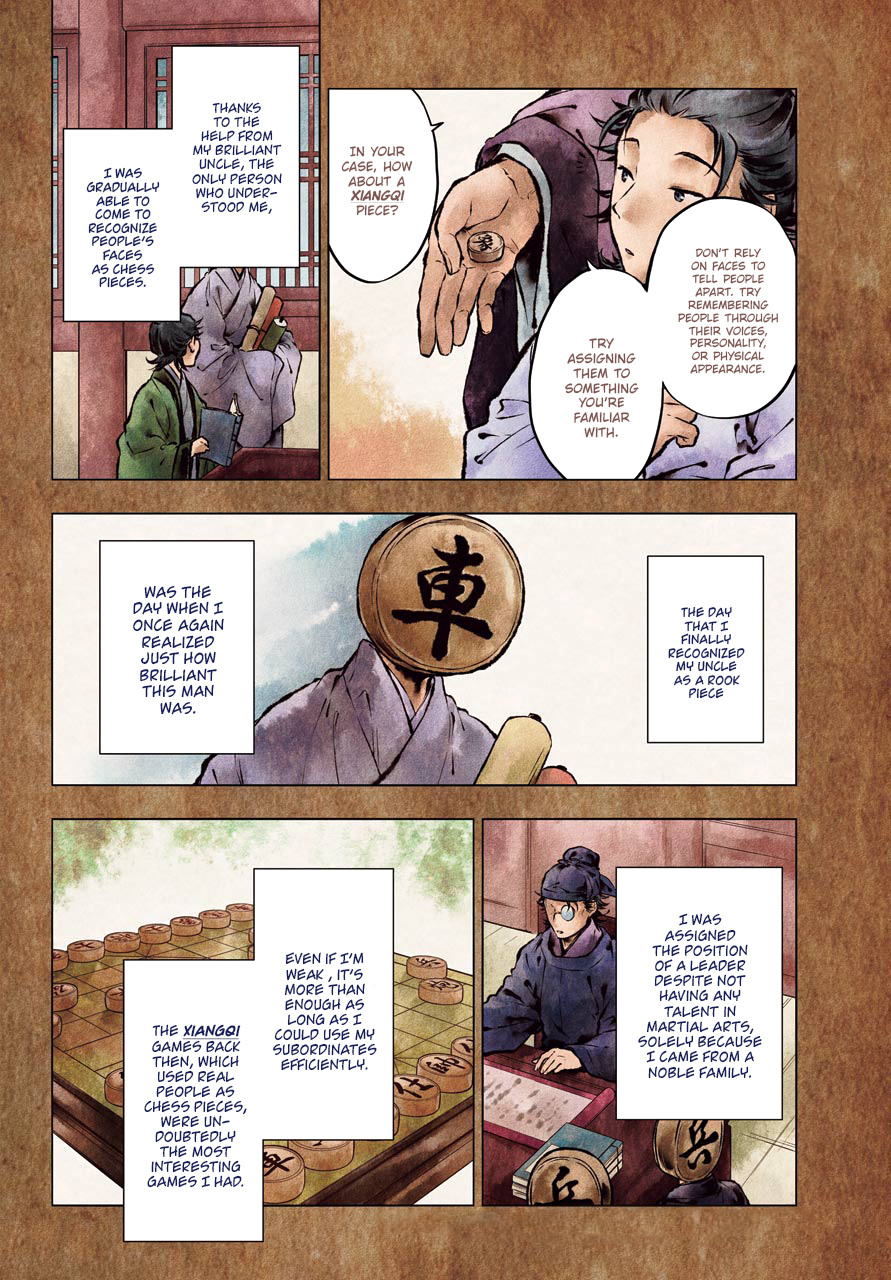 IN YOUR
CASE, HOW
ABOUT A
XIANGQI
PIECE?
DON'T RELY
ON FACES TO
TELL PEOPLE
APART. TRY
REMEMBERING
PEOPLE THROUGH
THEIR VOICES,
PERSONALITY,
OR PHYSICAL
APPEARANCE.
TRY
ASSIGNING
THEM TO
SOMETHING
YOU'RE
FAMILIAR
WITH.
THANKS
TO THE
HELP FROM
MY BRILLIANT
UNCLE, THE
ONLY PERSON
WHO UNDER-
STOOD ME,
I WAS
GRADUALLY
ABLE TO
COME TO
RECOGNIZE
PEOPLE'S
FACES
AS CHESS
PIECES.
THE DAY
THAT I
FINALLY
RECOGNIZED
MY UNCLE
AS A ROOK
PIECE
車
WAS THE
DAY WHEN I
ONCE AGAIN
REALIZED
JUST HOW
BRILLIANT
THIS MAN
WAS.
I WAS
ASSIGNED
THE POSITION
OF A LEADER
DESPITE NOT
HAVING ANY
TALENT IN
MARTIAL ARTS,
SOLELY BECAUSE
I CAME FROM A
NOBLE FAMILY.
兵
兵
EVEN IF I'M
WEAK , IT'S
MORE THAN
ENOUGH AS
LONG AS I
COULD USE MY
SUBORDINATES
EFFICIENTLY.
仕 帥 仕
THE XIANGQI
GAMES BACK
THEN, WHICH
USED REAL
PEOPLE AS
CHESS PIECES,
WERE UN-
DOUBTEDLY
THE MOST
INTERESTING
GAMES I HAD.
車